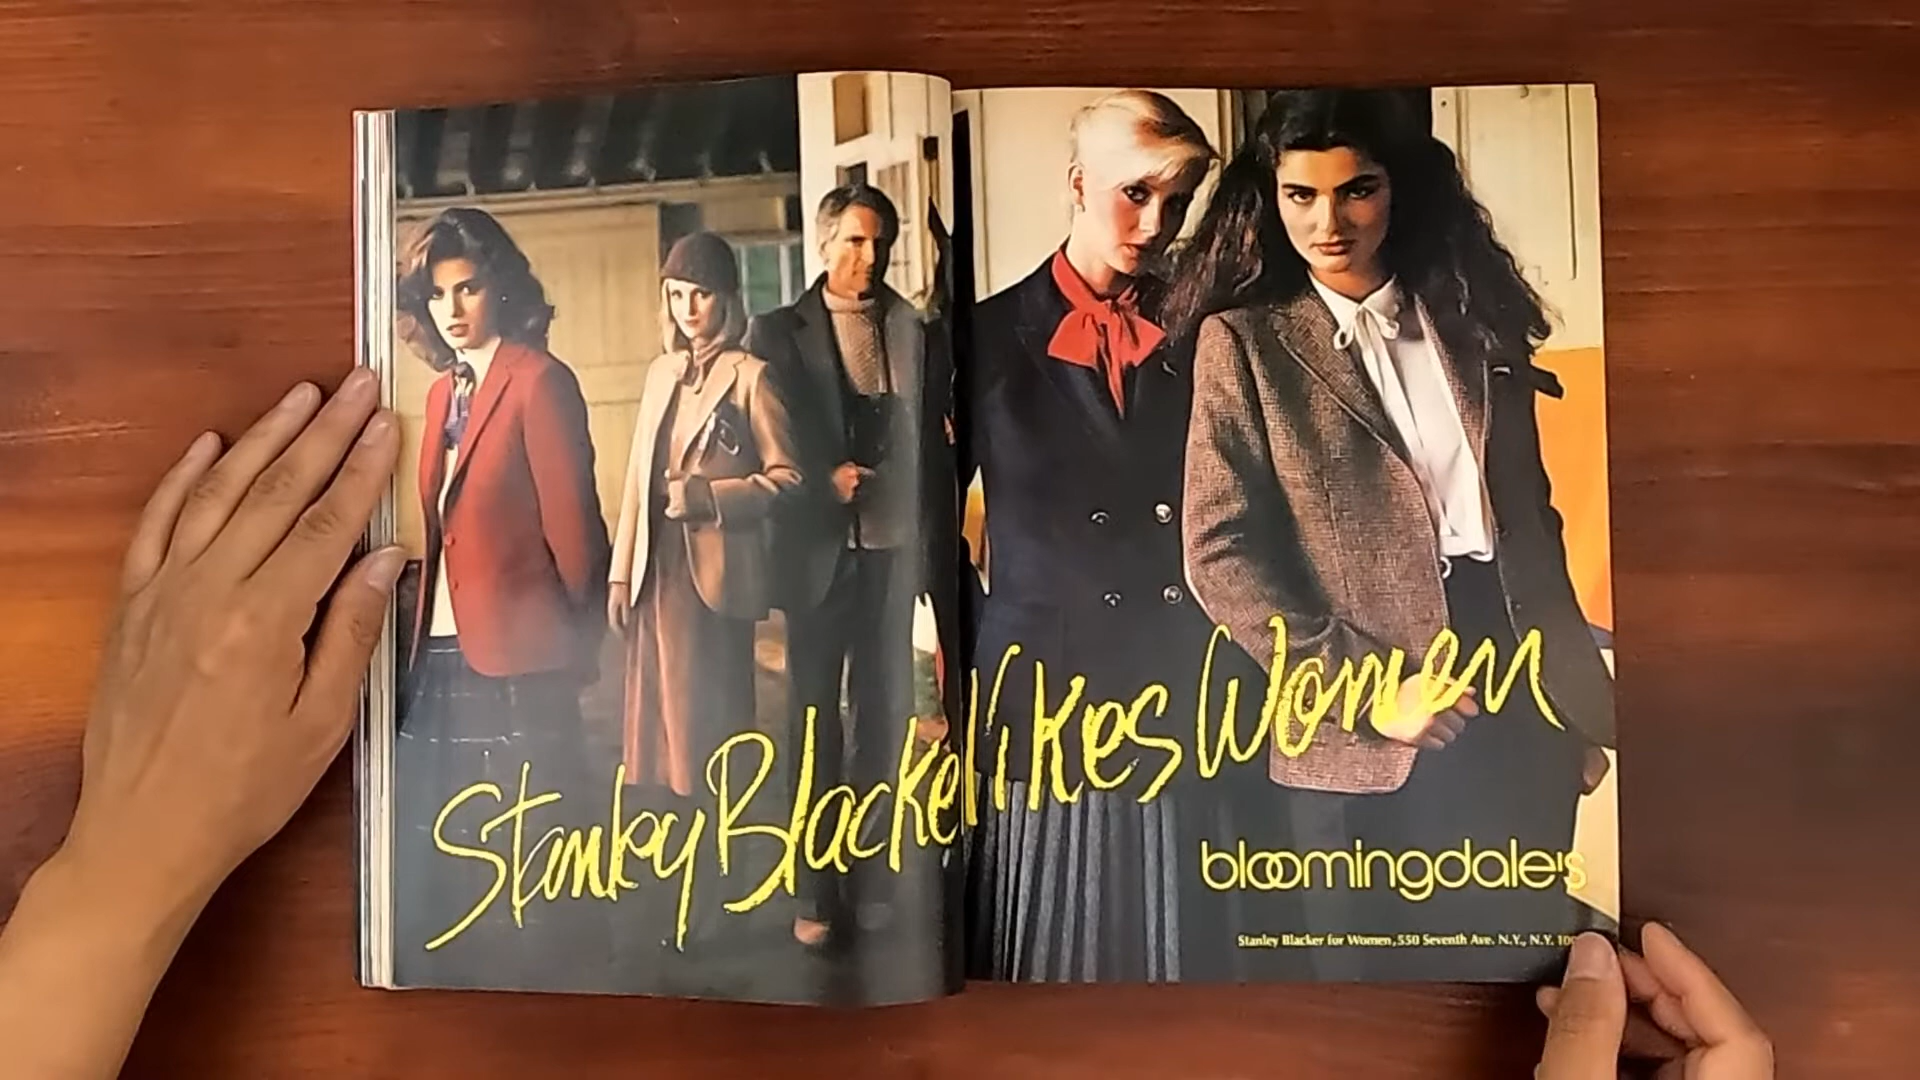 Stanley Blacker likes Women
bloomingdale's
Stanley Blacker for Women, 550 Seventh Ave. N.Y., N.Y.